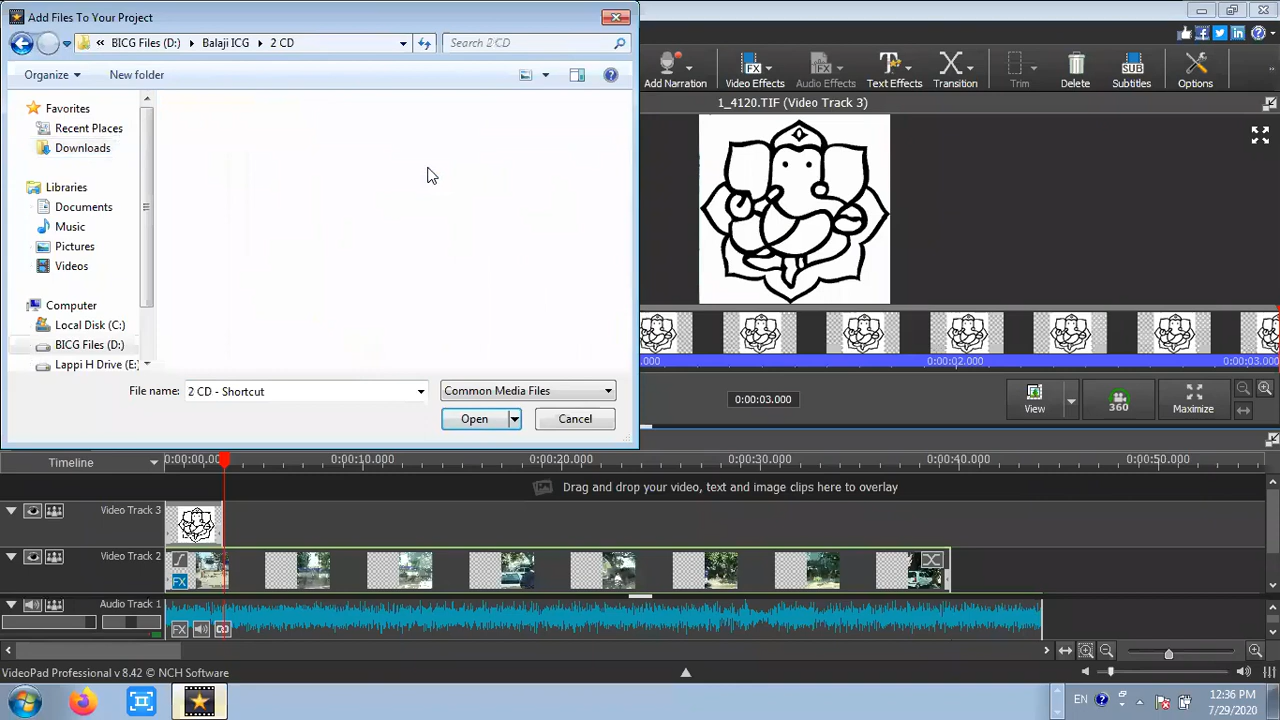 Add Files To Your Project
« BICG Files (D:) ▸ Balaji ICG ▸ 2 CD
Search 2 CD
Organize
New folder
Favorites
Recent Places
Downloads
Libraries
Documents
Music
Pictures
Videos
Computer
Local Disk (C:)
BICG Files (D:)
Lappi H Drive (E:
File name:
2 CD - Shortcut
Common Media Files
Open
Cancel
Add Narration
Video Effects
Audio Effects
Text Effects
Transition
Trim
Delete
Subtitles
Options
1_4120.TIF (Video Track 3)
.000
0:00:02.000
0:00:03.000
0:00:03.000
View
360
Maximize
Timeline
0:00:00.000
0:00:10.000
0:00:20.000
0:00:30.000
0:00:40.000
0:00:50.000
Drag and drop your video, text and image clips here to overlay
Video Track 3
Video Track 2
FX
Audio Track 1
FX
VideoPad Professional v 8.42 © NCH Software
EN
12:36 PM
7/29/2020